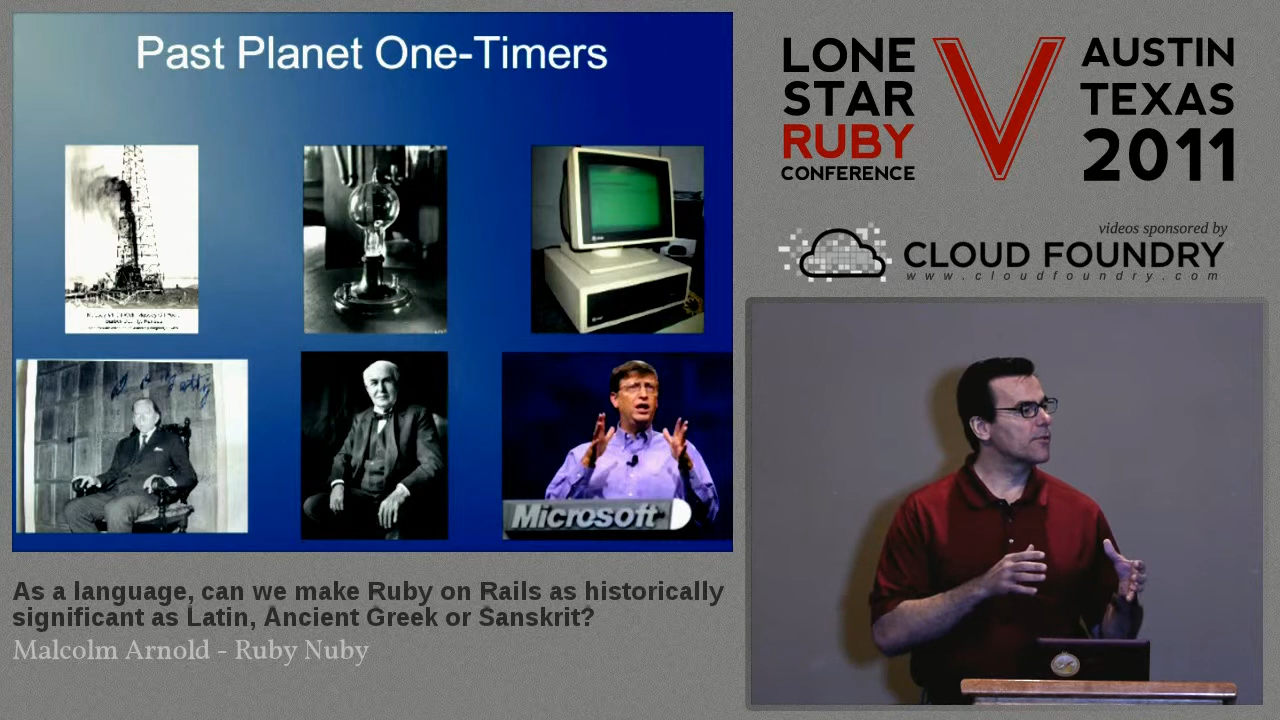 Past Planet One-Timers
Microsoft
As a language, can we make Ruby on Rails as historically
significant as Latin, Ancient Greek or Sanskrit?
Malcolm Arnold - Ruby Nuby
LONE
STAR
RUBY
CONFERENCE
V
AUSTIN
TEXAS
2011
videos sponsored by
CLOUD FOUNDRY
www.cloudfoundry.com